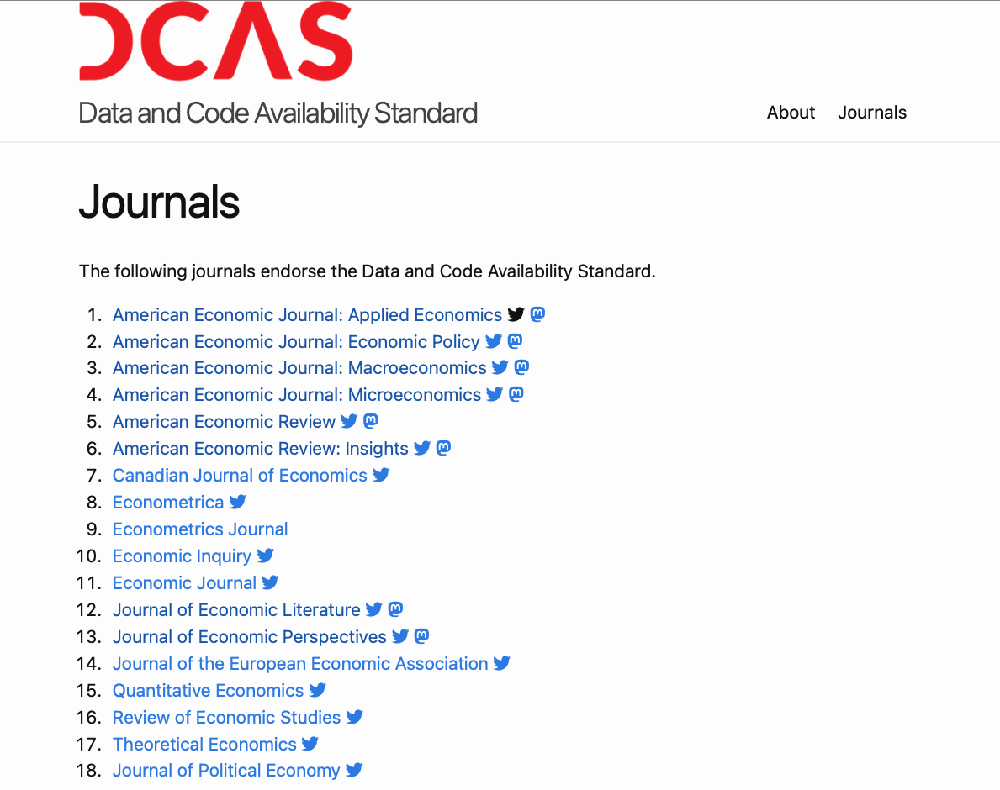 DCAS
Data and Code Availability Standard
About Journals
Journals
The following journals endorse the Data and Code Availability Standard.
1. American Economic Journal: Applied Economics
2. American Economic Journal: Economic Policy
3. American Economic Journal: Macroeconomics
4. American Economic Journal: Microeconomics
5. American Economic Review
6. American Economic Review: Insights
7. Canadian Journal of Economics
8. Econometrica
9. Econometrics Journal
10. Economic Inquiry
11. Economic Journal
12. Journal of Economic Literature
13. Journal of Economic Perspectives
14. Journal of the European Economic Association
15. Quantitative Economics
16. Review of Economic Studies
17. Theoretical Economics
18. Journal of Political Economy